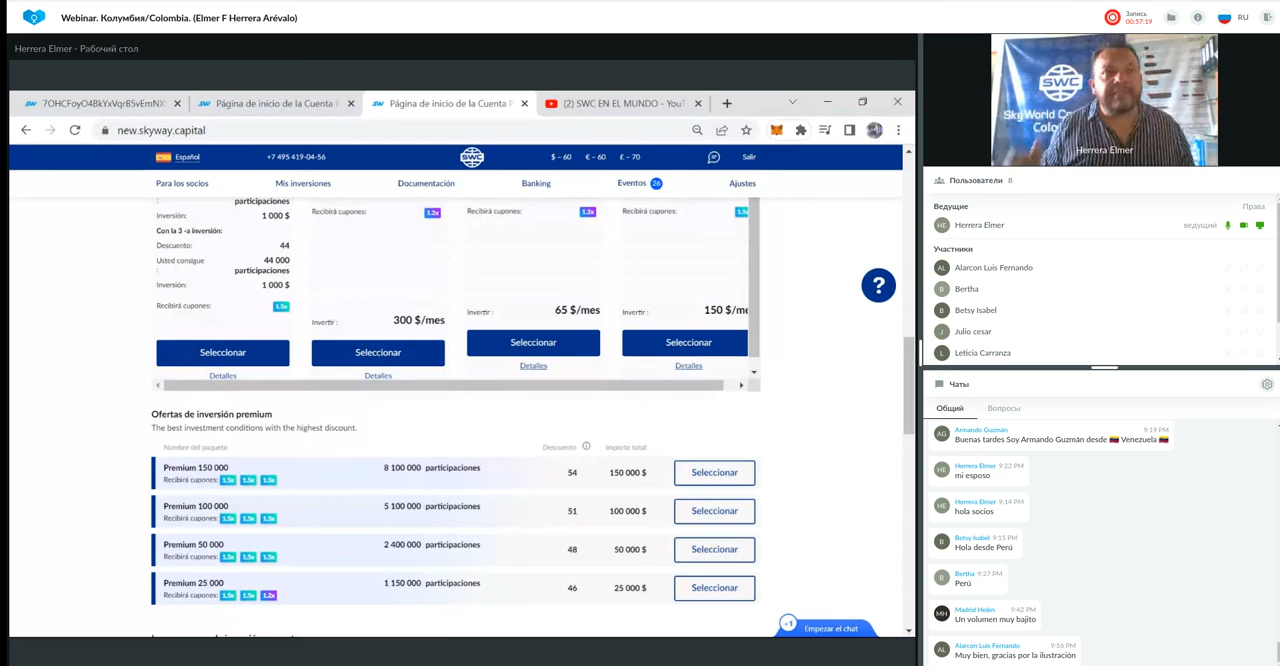 Webinar. Колумбия/Colombia. (Elmer F Herrera Arévalo)
Запись
00:57:19
RU
Herrera Elmer - Рабочий стол
7OHCFoyO4BkYxVqrB5vEmNX
Página de inicio de la Cuenta P
Página de inicio de la Cuenta P
(2) SWC EN EL MUNDO - YouT
new.skyway.capital
Español
+7 495 419-04-56
SWC
$ – 60 € – 60 £ – 70
Salir
Para los socios
Mis inversiones
Documentación
Banking
Eventos 26
Ajustes
participaciones
Inversión: 1 000 $
Con la 3 -a inversión:
Descuento: 44
Usted consigue 44 000
: participaciones
Inversión: 1 000 $
Recibirá cupones: 1.5x
Seleccionar
Detalles
Recibirá cupones: 1.2x
Invertir : 300 $/mes
Seleccionar
Detalles
Recibirá cupones: 1.2x
Invertir : 65 $/mes
Seleccionar
Detalles
Recibirá cupones: 1.5
Invertir : 150 $/me
Seleccionar
Detalles
?
Ofertas de inversión premium
The best investment conditions with the highest discount.
Nombre del paquete Descuento Importe total
Premium 150 000 8 100 000 participaciones 54 150 000 $ Seleccionar
Recibirá cupones: 1.5x 1.5x 1.5x
Premium 100 000 5 100 000 participaciones 51 100 000 $ Seleccionar
Recibirá cupones: 1.5x 1.5x 1.5x
Premium 50 000 2 400 000 participaciones 48 50 000 $ Seleccionar
Recibirá cupones: 1.5x 1.5x 1.5x
Premium 25 000 1 150 000 participaciones 46 25 000 $ Seleccionar
Recibirá cupones: 1.5x 1.5x 1.2x
+1 Empezar el chat
SWC
Herrera Elmer
Пользователи 8
Ведущие Права
HE Herrera Elmer ведущий
Участники
AL Alarcon Luis Fernando
B Bertha
B Betsy Isabel
J Julio cesar
L Leticia Carranza
Чаты
Общий Вопросы
AG Armando Guzmán 9:19 PM
Buenas tardes Soy Armando Guzmán desde 🇻🇪 Venezuela 🇻🇪
HE Herrera Elmer 9:22 PM
mi esposo
HE Herrera Elmer 9:14 PM
hola socios
B Betsy Isabel 9:15 PM
Hola desde Perú
B Bertha 9:27 PM
Perú
MH Madrid Helen 9:42 PM
Un volumen muy bajito
AL Alarcon Luis Fernando 9:56 PM
Muy bien, gracias por la ilustración